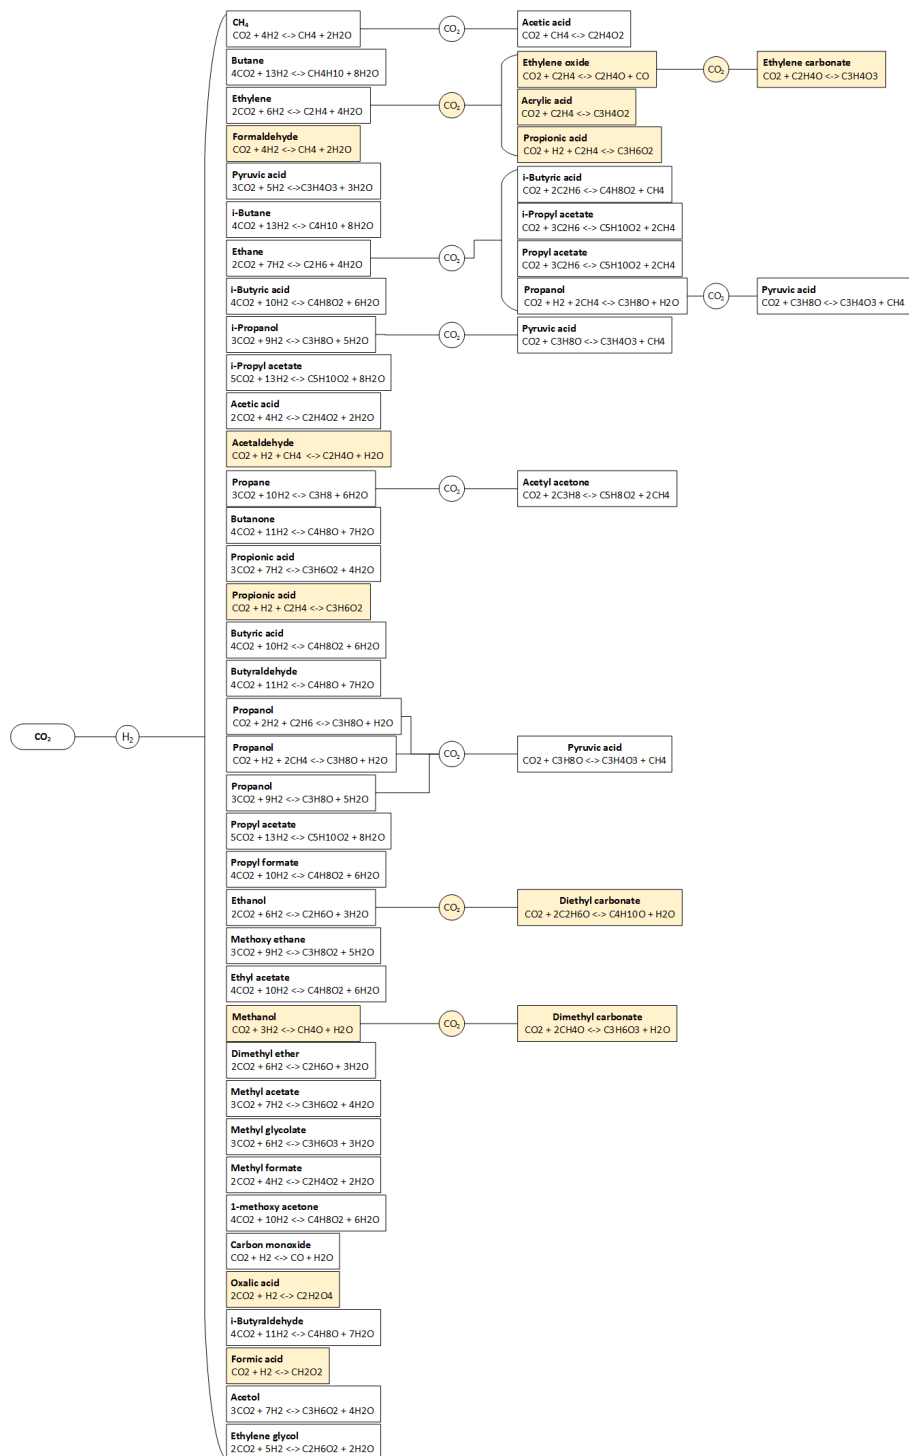 CH₄
CO2 + 4H2 <-> CH4 + 2H2O
CO₂
Acetic acid
CO2 + CH4 <-> C2H4O2
Butane
4CO2 + 13H2 <-> CH4H10 + 8H2O
Ethylene oxide
CO2 + C2H4 <-> C2H4O + CO
CO₂
Ethylene carbonate
CO2 + C2H4O <-> C3H4O3
Ethylene
2CO2 + 6H2 <-> C2H4 + 4H2O
CO₂
Acrylic acid
CO2 + C2H4 <-> C3H4O2
Formaldehyde
CO2 + 4H2 <-> CH4 + 2H2O
Propionic acid
CO2 + H2 + C2H4 <-> C3H6O2
Pyruvic acid
3CO2 + 5H2 <->C3H4O3 + 3H2O
i-Butyric acid
CO2 + 2C2H6 <-> C4H8O2 + CH4
i-Butane
4CO2 + 13H2 <-> C4H10 + 8H2O
i-Propyl acetate
CO2 + 3C2H6 <-> C5H10O2 + 2CH4
Ethane
2CO2 + 7H2 <-> C2H6 + 4H2O
CO₂
Propyl acetate
CO2 + 3C2H6 <-> C5H10O2 + 2CH4
i-Butyric acid
4CO2 + 10H2 <-> C4H8O2 + 6H2O
Propanol
CO2 + H2 + 2CH4 <-> C3H8O + H2O
CO₂
Pyruvic acid
CO2 + C3H8O <-> C3H4O3 + CH4
i-Propanol
3CO2 + 9H2 <-> C3H8O + 5H2O
CO₂
Pyruvic acid
CO2 + C3H8O <-> C3H4O3 + CH4
i-Propyl acetate
5CO2 + 13H2 <-> C5H10O2 + 8H2O
Acetic acid
2CO2 + 4H2 <-> C2H4O2 + 2H2O
Acetaldehyde
CO2 + H2 + CH4 <-> C2H4O + H2O
Propane
3CO2 + 10H2 <-> C3H8 + 6H2O
CO₂
Acetyl acetone
CO2 + 2C3H8 <-> C5H8O2 + 2CH4
Butanone
4CO2 + 11H2 <-> C4H8O + 7H2O
Propionic acid
3CO2 + 7H2 <-> C3H6O2 + 4H2O
Propionic acid
CO2 + H2 + C2H4 <-> C3H6O2
Butyric acid
4CO2 + 10H2 <-> C4H8O2 + 6H2O
Butyraldehyde
4CO2 + 11H2 <-> C4H8O + 7H2O
Propanol
CO2 + 2H2 + C2H6 <-> C3H8O + H2O
CO₂
H₂
Propanol
CO2 + H2 + 2CH4 <-> C3H8O + H2O
CO₂
Pyruvic acid
CO2 + C3H8O <-> C3H4O3 + CH4
Propanol
3CO2 + 9H2 <-> C3H8O + 5H2O
Propyl acetate
5CO2 + 13H2 <-> C5H10O2 + 8H2O
Propyl formate
4CO2 + 10H2 <-> C4H8O2 + 6H2O
Ethanol
2CO2 + 6H2 <-> C2H6O + 3H2O
CO₂
Diethyl carbonate
CO2 + 2C2H6O <-> C4H10O + H2O
Methoxy ethane
3CO2 + 9H2 <-> C3H8O2 + 5H2O
Ethyl acetate
4CO2 + 10H2 <-> C4H8O2 + 6H2O
Methanol
CO2 + 3H2 <-> CH4O + H2O
CO₂
Dimethyl carbonate
CO2 + 2CH4O <-> C3H6O3 + H2O
Dimethyl ether
2CO2 + 6H2 <-> C2H6O + 3H2O
Methyl acetate
3CO2 + 7H2 <-> C3H6O2 + 4H2O
Methyl glycolate
3CO2 + 6H2 <-> C3H6O3 + 3H2O
Methyl formate
2CO2 + 4H2 <-> C2H4O2 + 2H2O
1-methoxy acetone
4CO2 + 10H2 <-> C4H8O2 + 6H2O
Carbon monoxide
CO2 + H2 <-> CO + H2O
Oxalic acid
2CO2 + H2 <-> C2H2O4
i-Butyraldehyde
4CO2 + 11H2 <-> C4H8O + 7H2O
Formic acid
CO2 + H2 <-> CH2O2
Acetol
3CO2 + 7H2 <-> C3H6O2 + 4H2O
Ethylene glycol
2CO2 + 5H2 <-> C2H6O2 + 2H2O